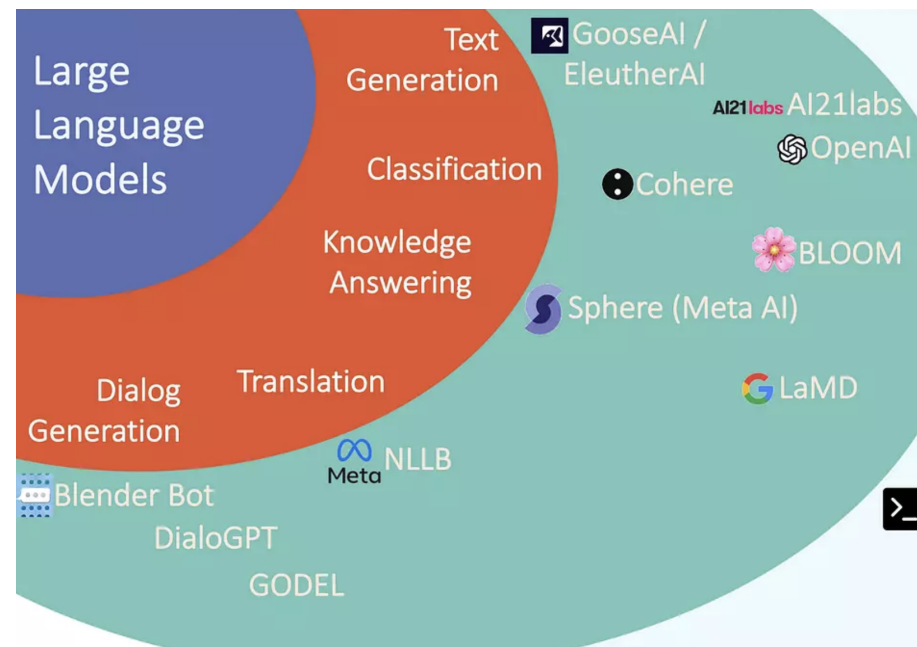 Large
Language
Models
Text
Generation
Classification
Knowledge
Answering
Translation
Dialog
Generation
GooseAI /
EleutherAI
AI21labs AI21labs
OpenAI
Cohere
BLOOM
Sphere (Meta AI)
LaMD
Meta
NLLB
Blender Bot
DialoGPT
GODEL
>_